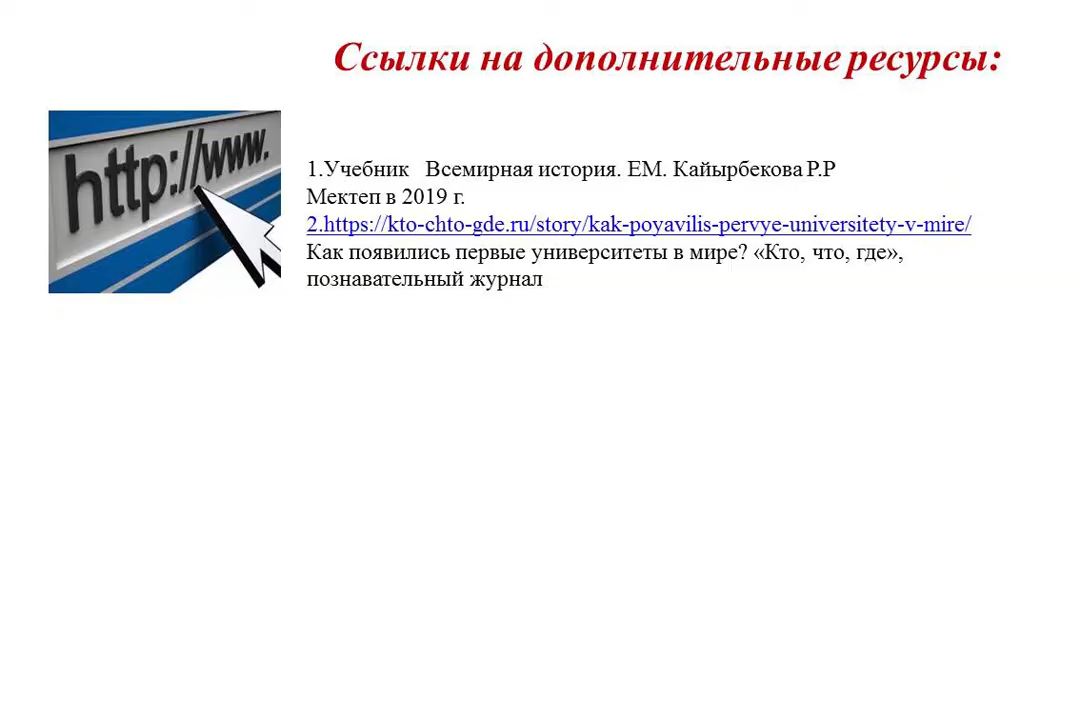 Ссылки на дополнительные ресурсы:
http://www.
1.Учебник Всемирная история. ЕМ. Кайырбекова Р.Р
Мектеп в 2019 г.
2.https://kto-chto-gde.ru/story/kak-poyavilis-pervye-universitety-v-mire/
Как появились первые университеты в мире? «Кто, что, где»,
познавательный журнал